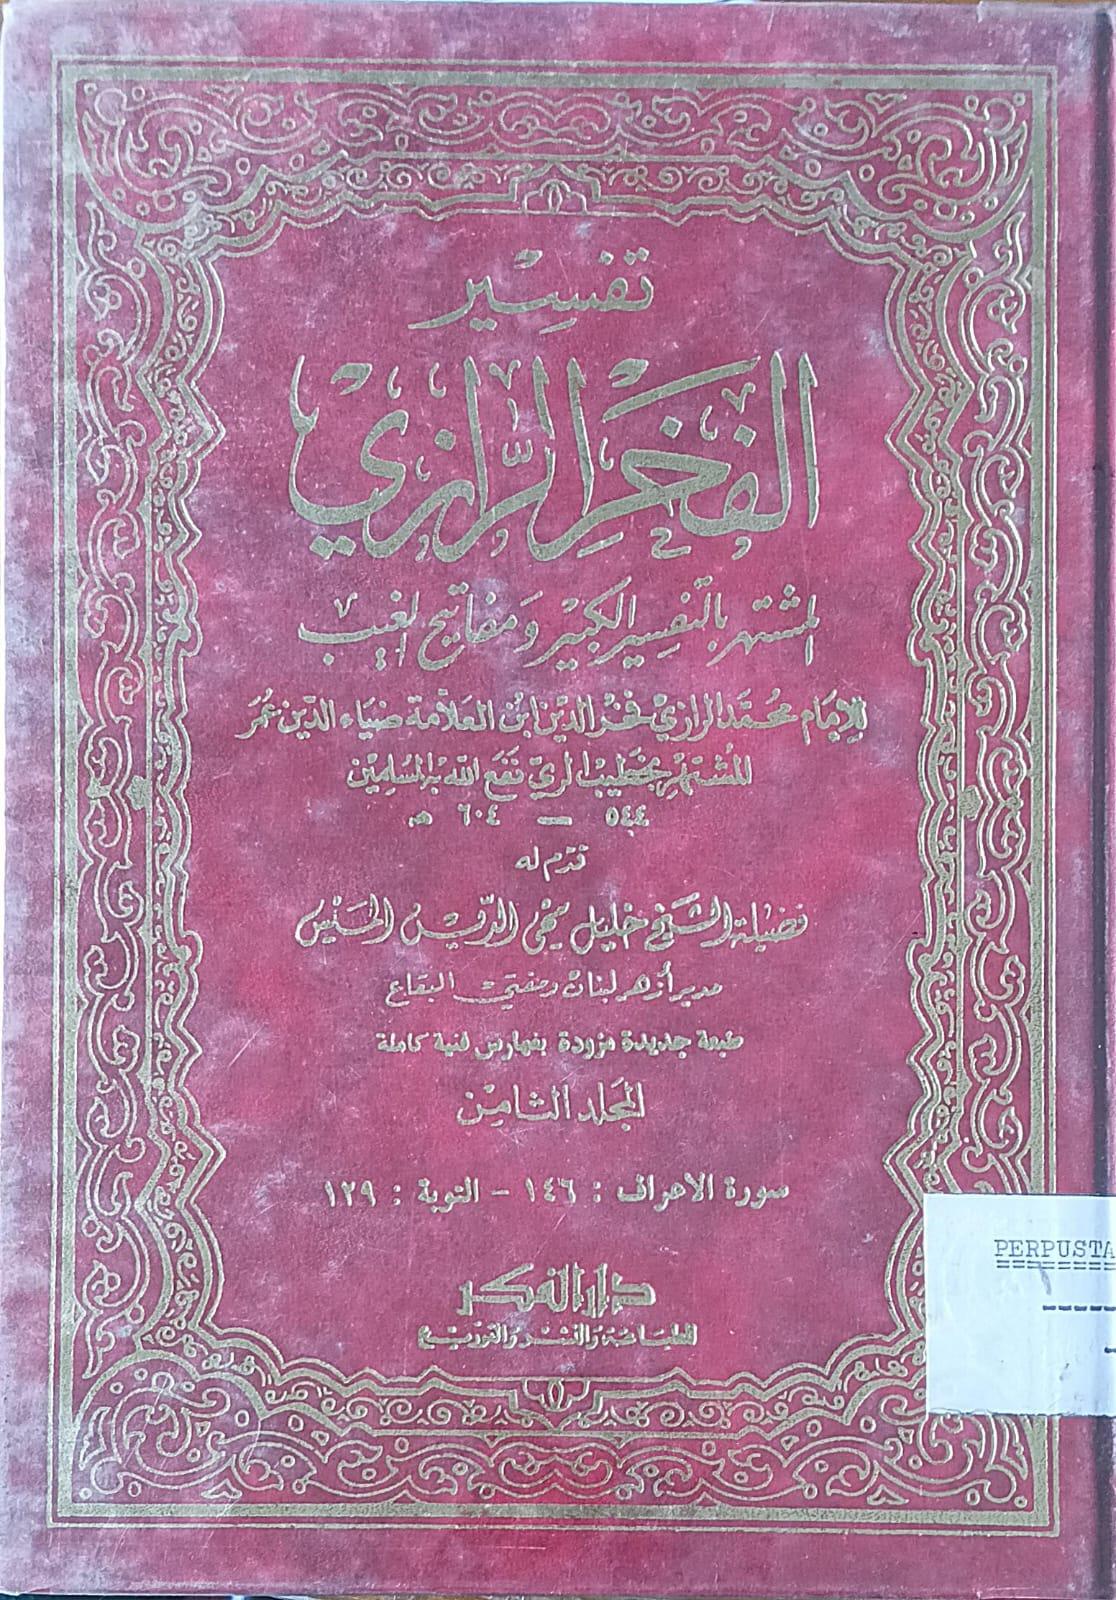 تفسير
الفخر الرازي
المشتهر بالتفسير الكبير ومفاتيح الغيب
للإمام محمد الرازي فخر الدين ابن العلامة ضياء الدين عمر
المشتهر بخطيب الري نفع الله به المسلمين
٥٤٤ — ٦٠٤ هـ
قدم له
فضيلة الشيخ خليل محيي الدين الميس
مدير أزهر لبنان ومفتي البقاع
طبعة جديدة مزودة بفهارس فنية كاملة
المجلد الثامن
سورة الاعراف : ١٤٦ - التوبة : ١٢٩
دار الفكر
للطباعة والنشر والتوزيع
PERPUSTA